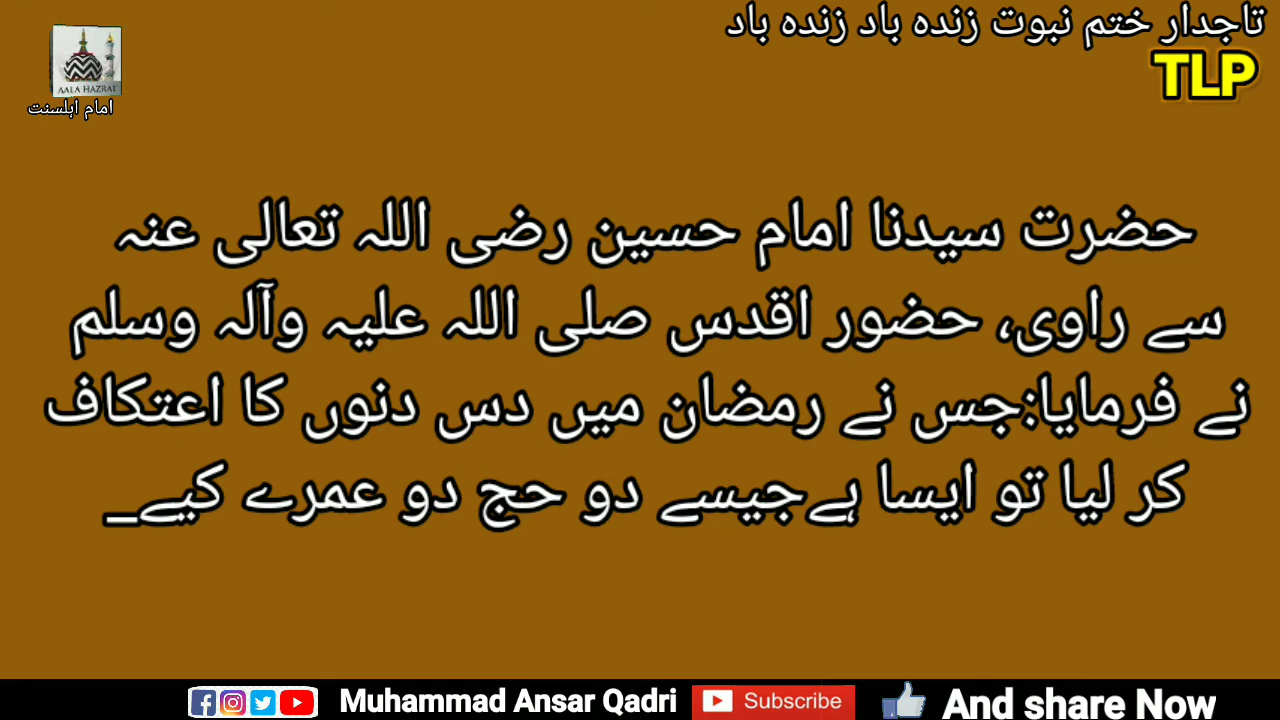 تاجدار ختم نبوت زندہ باد زندہ باد
TLP
AALA HAZRAT
امام اہلسنت
حضرت سیدنا امام حسین رضی اللہ تعالی عنہ
سے راوی، حضور اقدس صلی اللہ علیہ وآلہ وسلم
نے فرمایا:جس نے رمضان میں دس دنوں کا اعتکاف
کر لیا تو ایسا ہےجیسے دو حج دو عمرے کیے_
Muhammad Ansar Qadri Subscribe And share Now